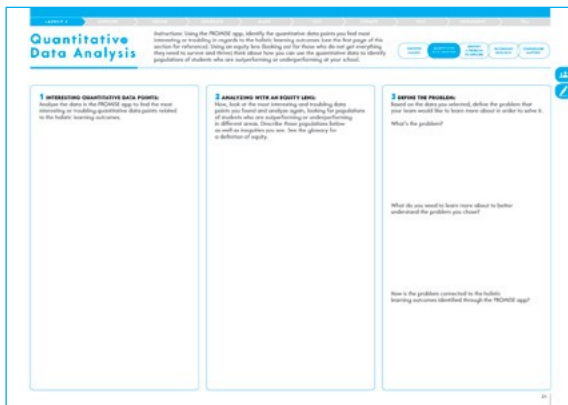 Quantitative
Data Analysis
Instructions: Using the PROMISE app, identify the quantitative data points you find most
interesting or troubling in regards to the holistic learning outcomes (see the first page of this
section for reference). Using an equity lens (looking out for those who do not get everything
they need to survive and thrive) think about how you can use the quantitative data to identify
populations of students who are outperforming or underperforming at your school.
1 INTERESTING QUANTITATIVE DATA POINTS:
Analyze the data in the PROMISE app to find the most
interesting or troubling quantitative data points related
to the holistic learning outcomes.
2 ANALYZING WITH AN EQUITY LENS:
Now, look at the most interesting and troubling data
points you found and analyze again, looking for populations
of students who are outperforming or underperforming
in different areas. Describe those populations below
as well as inequities you see. See the glossary for
a definition of equity.
3 DEFINE THE PROBLEM:
Based on the data you selected, define the problem that
your team would like to learn more about in order to solve it.
What's the problem?
What do you need to learn more about to better
understand the problem you chose?
How is the problem connected to the holistic
learning outcomes identified through the PROMISE app?